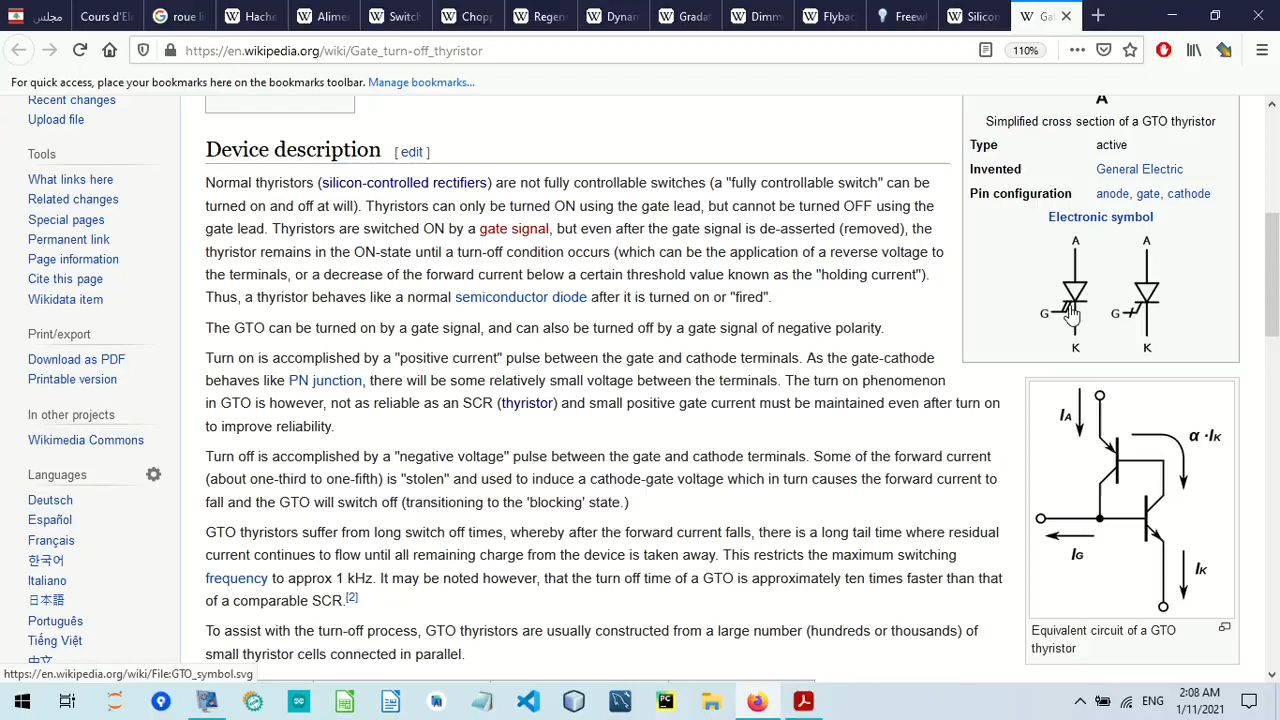 مجلس
Cours d'El
roue li
Hache
Alimer
Switch
Chopp
Regen
Dynam
Gradat
Dimm
Flybac
Freewh
Silicon
Gat
https://en.wikipedia.org/wiki/Gate_turn-off_thyristor
110%
For quick access, place your bookmarks here on the bookmarks toolbar. Manage bookmarks...
Recent changes
Upload file
Tools
What links here
Related changes
Special pages
Permanent link
Page information
Cite this page
Wikidata item
Print/export
Download as PDF
Printable version
In other projects
Wikimedia Commons
Languages
Deutsch
Español
Français
한국어
Italiano
日本語
Português
Tiếng Việt
中文
Device description [ edit ]
Normal thyristors (silicon-controlled rectifiers) are not fully controllable switches (a "fully controllable switch" can be
turned on and off at will). Thyristors can only be turned ON using the gate lead, but cannot be turned OFF using the
gate lead. Thyristors are switched ON by a gate signal, but even after the gate signal is de-asserted (removed), the
thyristor remains in the ON-state until a turn-off condition occurs (which can be the application of a reverse voltage to
the terminals, or a decrease of the forward current below a certain threshold value known as the "holding current").
Thus, a thyristor behaves like a normal semiconductor diode after it is turned on or "fired".
The GTO can be turned on by a gate signal, and can also be turned off by a gate signal of negative polarity.
Turn on is accomplished by a "positive current" pulse between the gate and cathode terminals. As the gate-cathode
behaves like PN junction, there will be some relatively small voltage between the terminals. The turn on phenomenon
in GTO is however, not as reliable as an SCR (thyristor) and small positive gate current must be maintained even after turn on
to improve reliability.
Turn off is accomplished by a "negative voltage" pulse between the gate and cathode terminals. Some of the forward current
(about one-third to one-fifth) is "stolen" and used to induce a cathode-gate voltage which in turn causes the forward current to
fall and the GTO will switch off (transitioning to the 'blocking' state.)
GTO thyristors suffer from long switch off times, whereby after the forward current falls, there is a long tail time where residual
current continues to flow until all remaining charge from the device is taken away. This restricts the maximum switching
frequency to approx 1 kHz. It may be noted however, that the turn off time of a GTO is approximately ten times faster than that
of a comparable SCR.[2]
To assist with the turn-off process, GTO thyristors are usually constructed from a large number (hundreds or thousands) of
small thyristor cells connected in parallel.
A
Simplified cross section of a GTO thyristor
Type active
Invented General Electric
Pin configuration anode, gate, cathode
Electronic symbol
A A
G G
K K
IA
α·IK
IG
IK
Equivalent circuit of a GTO
thyristor
https://en.wikipedia.org/wiki/File:GTO_symbol.svg
PC
ENG
2:08 AM
1/11/2021